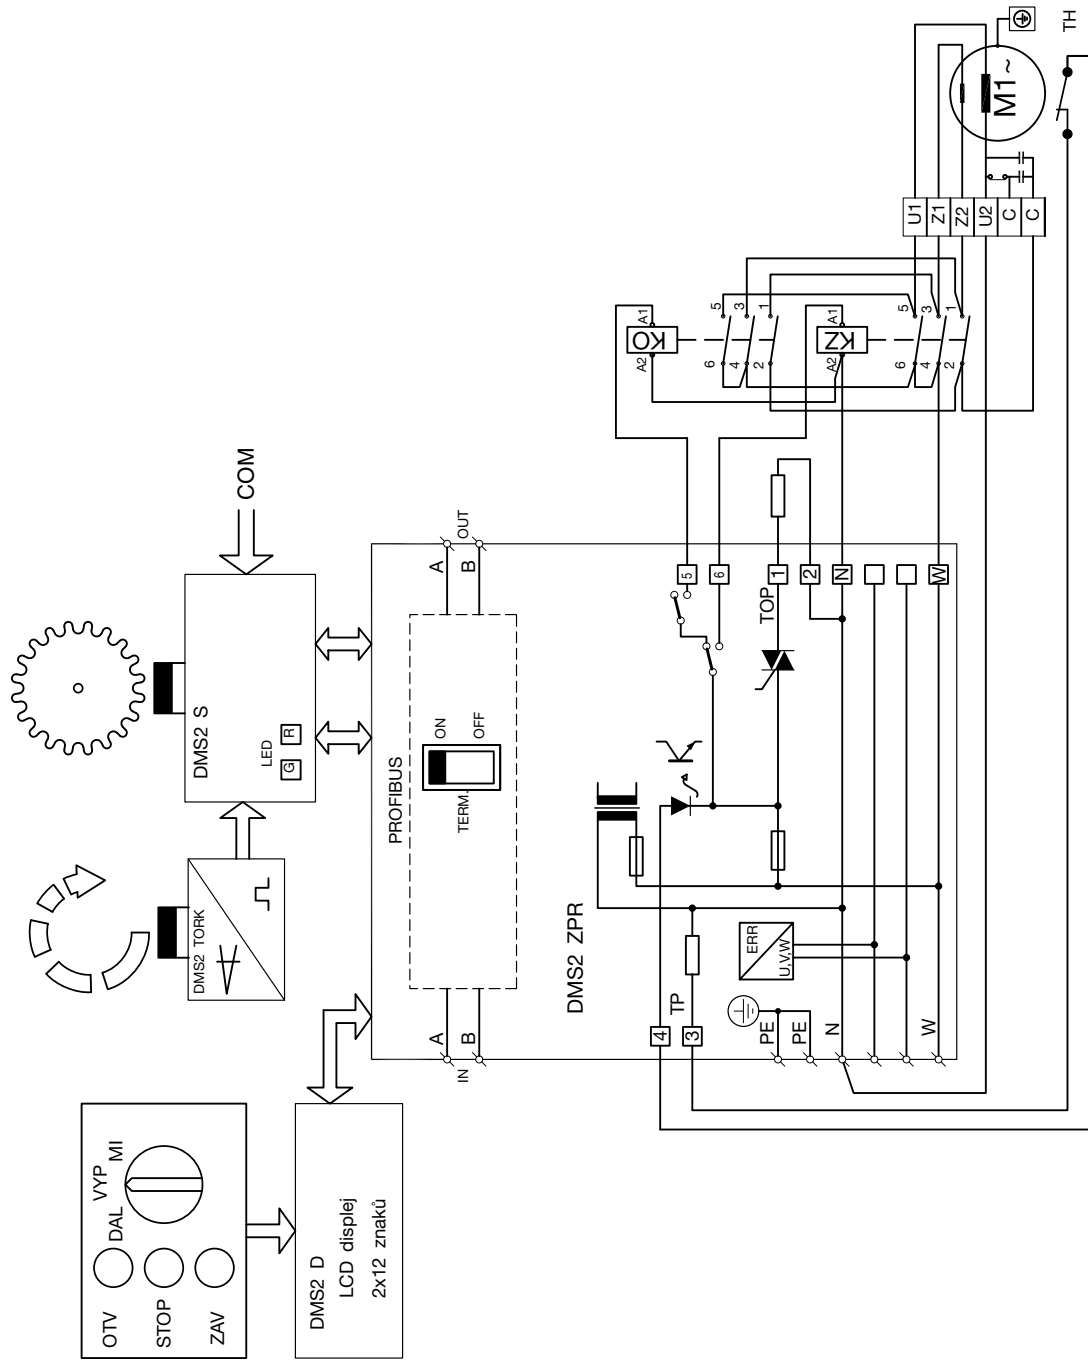 OTV
STOP
ZAV
DAL
VYP
MI
DMS2 D
LCD displej
2x12 znaků
DMS2 TORK
DMS2 S
LED
G
R
COM
PROFIBUS
A
B
IN
TERM.
ON
OFF
A
B
OUT
DMS2 ZPR
4
3
TP
PE
PE
N
W
ERR
U,V,W
TOP
5
6
1
2
N
W
KO
A1
A2
5
3
1
6
4
2
KZ
A1
A2
5
3
1
6
4
2
U1
Z1
Z2
U2
C
C
M1~
TH